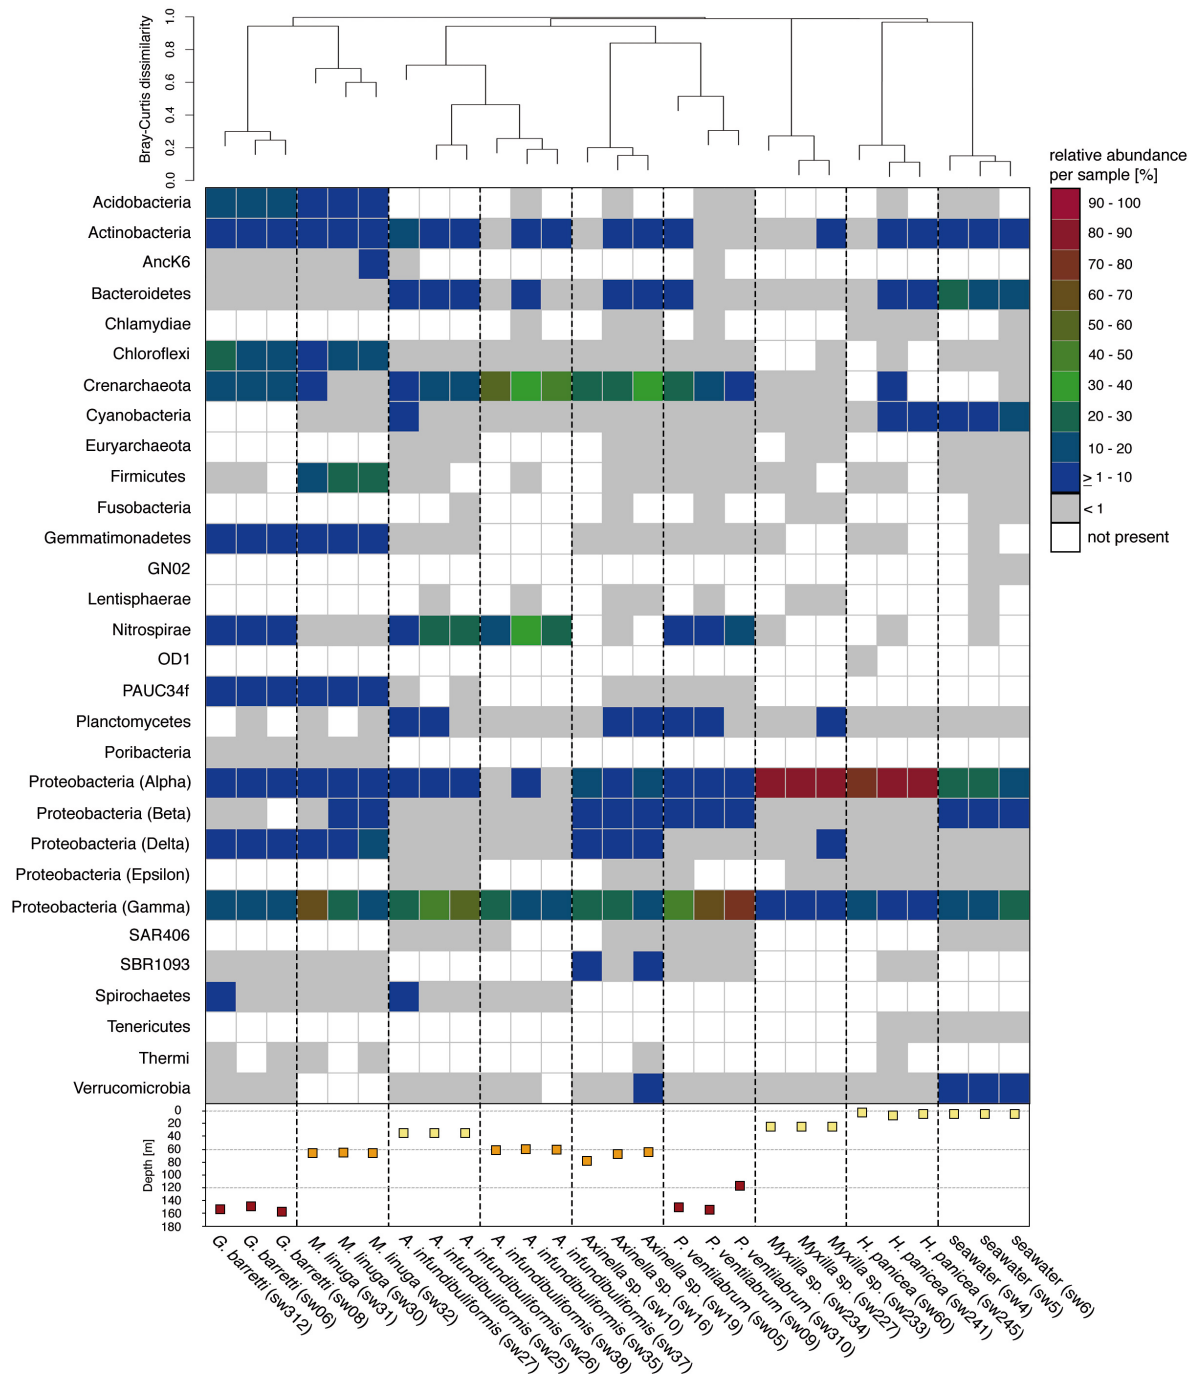 Bray-Curtis dissimilarity
1.0
0.8
0.6
0.4
0.2
0.0
relative abundance
per sample [%]
90 - 100
80 - 90
70 - 80
60 - 70
50 - 60
40 - 50
30 - 40
20 - 30
10 - 20
≥ 1 - 10
< 1
not present
Acidobacteria
Actinobacteria
AncK6
Bacteroidetes
Chlamydiae
Chloroflexi
Crenarchaeota
Cyanobacteria
Euryarchaeota
Firmicutes
Fusobacteria
Gemmatimonadetes
GN02
Lentisphaerae
Nitrospirae
OD1
PAUC34f
Planctomycetes
Poribacteria
Proteobacteria (Alpha)
Proteobacteria (Beta)
Proteobacteria (Delta)
Proteobacteria (Epsilon)
Proteobacteria (Gamma)
SAR406
SBR1093
Spirochaetes
Tenericutes
Thermi
Verrucomicrobia
Depth [m]
0
20
40
60
80
100
120
140
160
180
G. barretti (sw312)
G. barretti (sw06)
G. barretti (sw08)
M. linuga (sw31)
M. linuga (sw30)
M. linuga (sw32)
A. infundibuliformis (sw27)
A. infundibuliformis (sw25)
A. infundibuliformis (sw26)
A. infundibuliformis (sw38)
A. infundibuliformis (sw35)
A. infundibuliformis (sw37)
Axinella sp. (sw10)
Axinella sp. (sw16)
Axinella sp. (sw19)
P. ventilabrum (sw05)
P. ventilabrum (sw09)
P. ventilabrum (sw310)
Myxilla sp. (sw234)
Myxilla sp. (sw227)
Myxilla sp. (sw233)
H. panicea (sw60)
H. panicea (sw241)
H. panicea (sw245)
seawater (sw4)
seawater (sw5)
seawater (sw6)